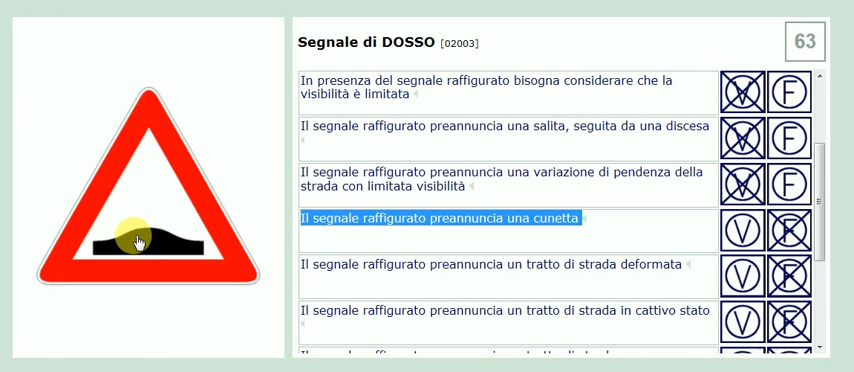 Segnale di DOSSO [02003]
63
In presenza del segnale raffigurato bisogna considerare che la
visibilità è limitata
V F
Il segnale raffigurato preannuncia una salita, seguita da una discesa
V F
Il segnale raffigurato preannuncia una variazione di pendenza della
strada con limitata visibilità
V F
Il segnale raffigurato preannuncia una cunetta
V F
Il segnale raffigurato preannuncia un tratto di strada deformata
V F
Il segnale raffigurato preannuncia un tratto di strada in cattivo stato
V F